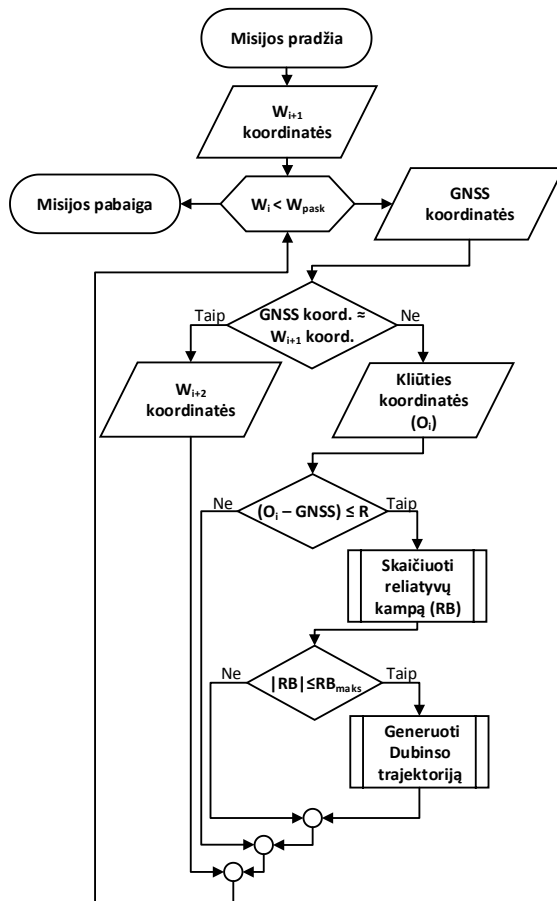 Misijos pradžia
Wi+1
koordinatės
Misijos pabaiga
Wi < Wpask
GNSS
koordinatės
Taip
GNSS koord. ≈
Wi+1 koord.
Ne
Wi+2
koordinatės
Kliūties
koordinatės
(Oi)
Ne
(Oi – GNSS) ≤ R
Taip
Skaičiuoti
reliatyvų
kampą (RB)
Ne
|RB|≤RBmaks
Taip
Generuoti
Dubinso
trajektoriją